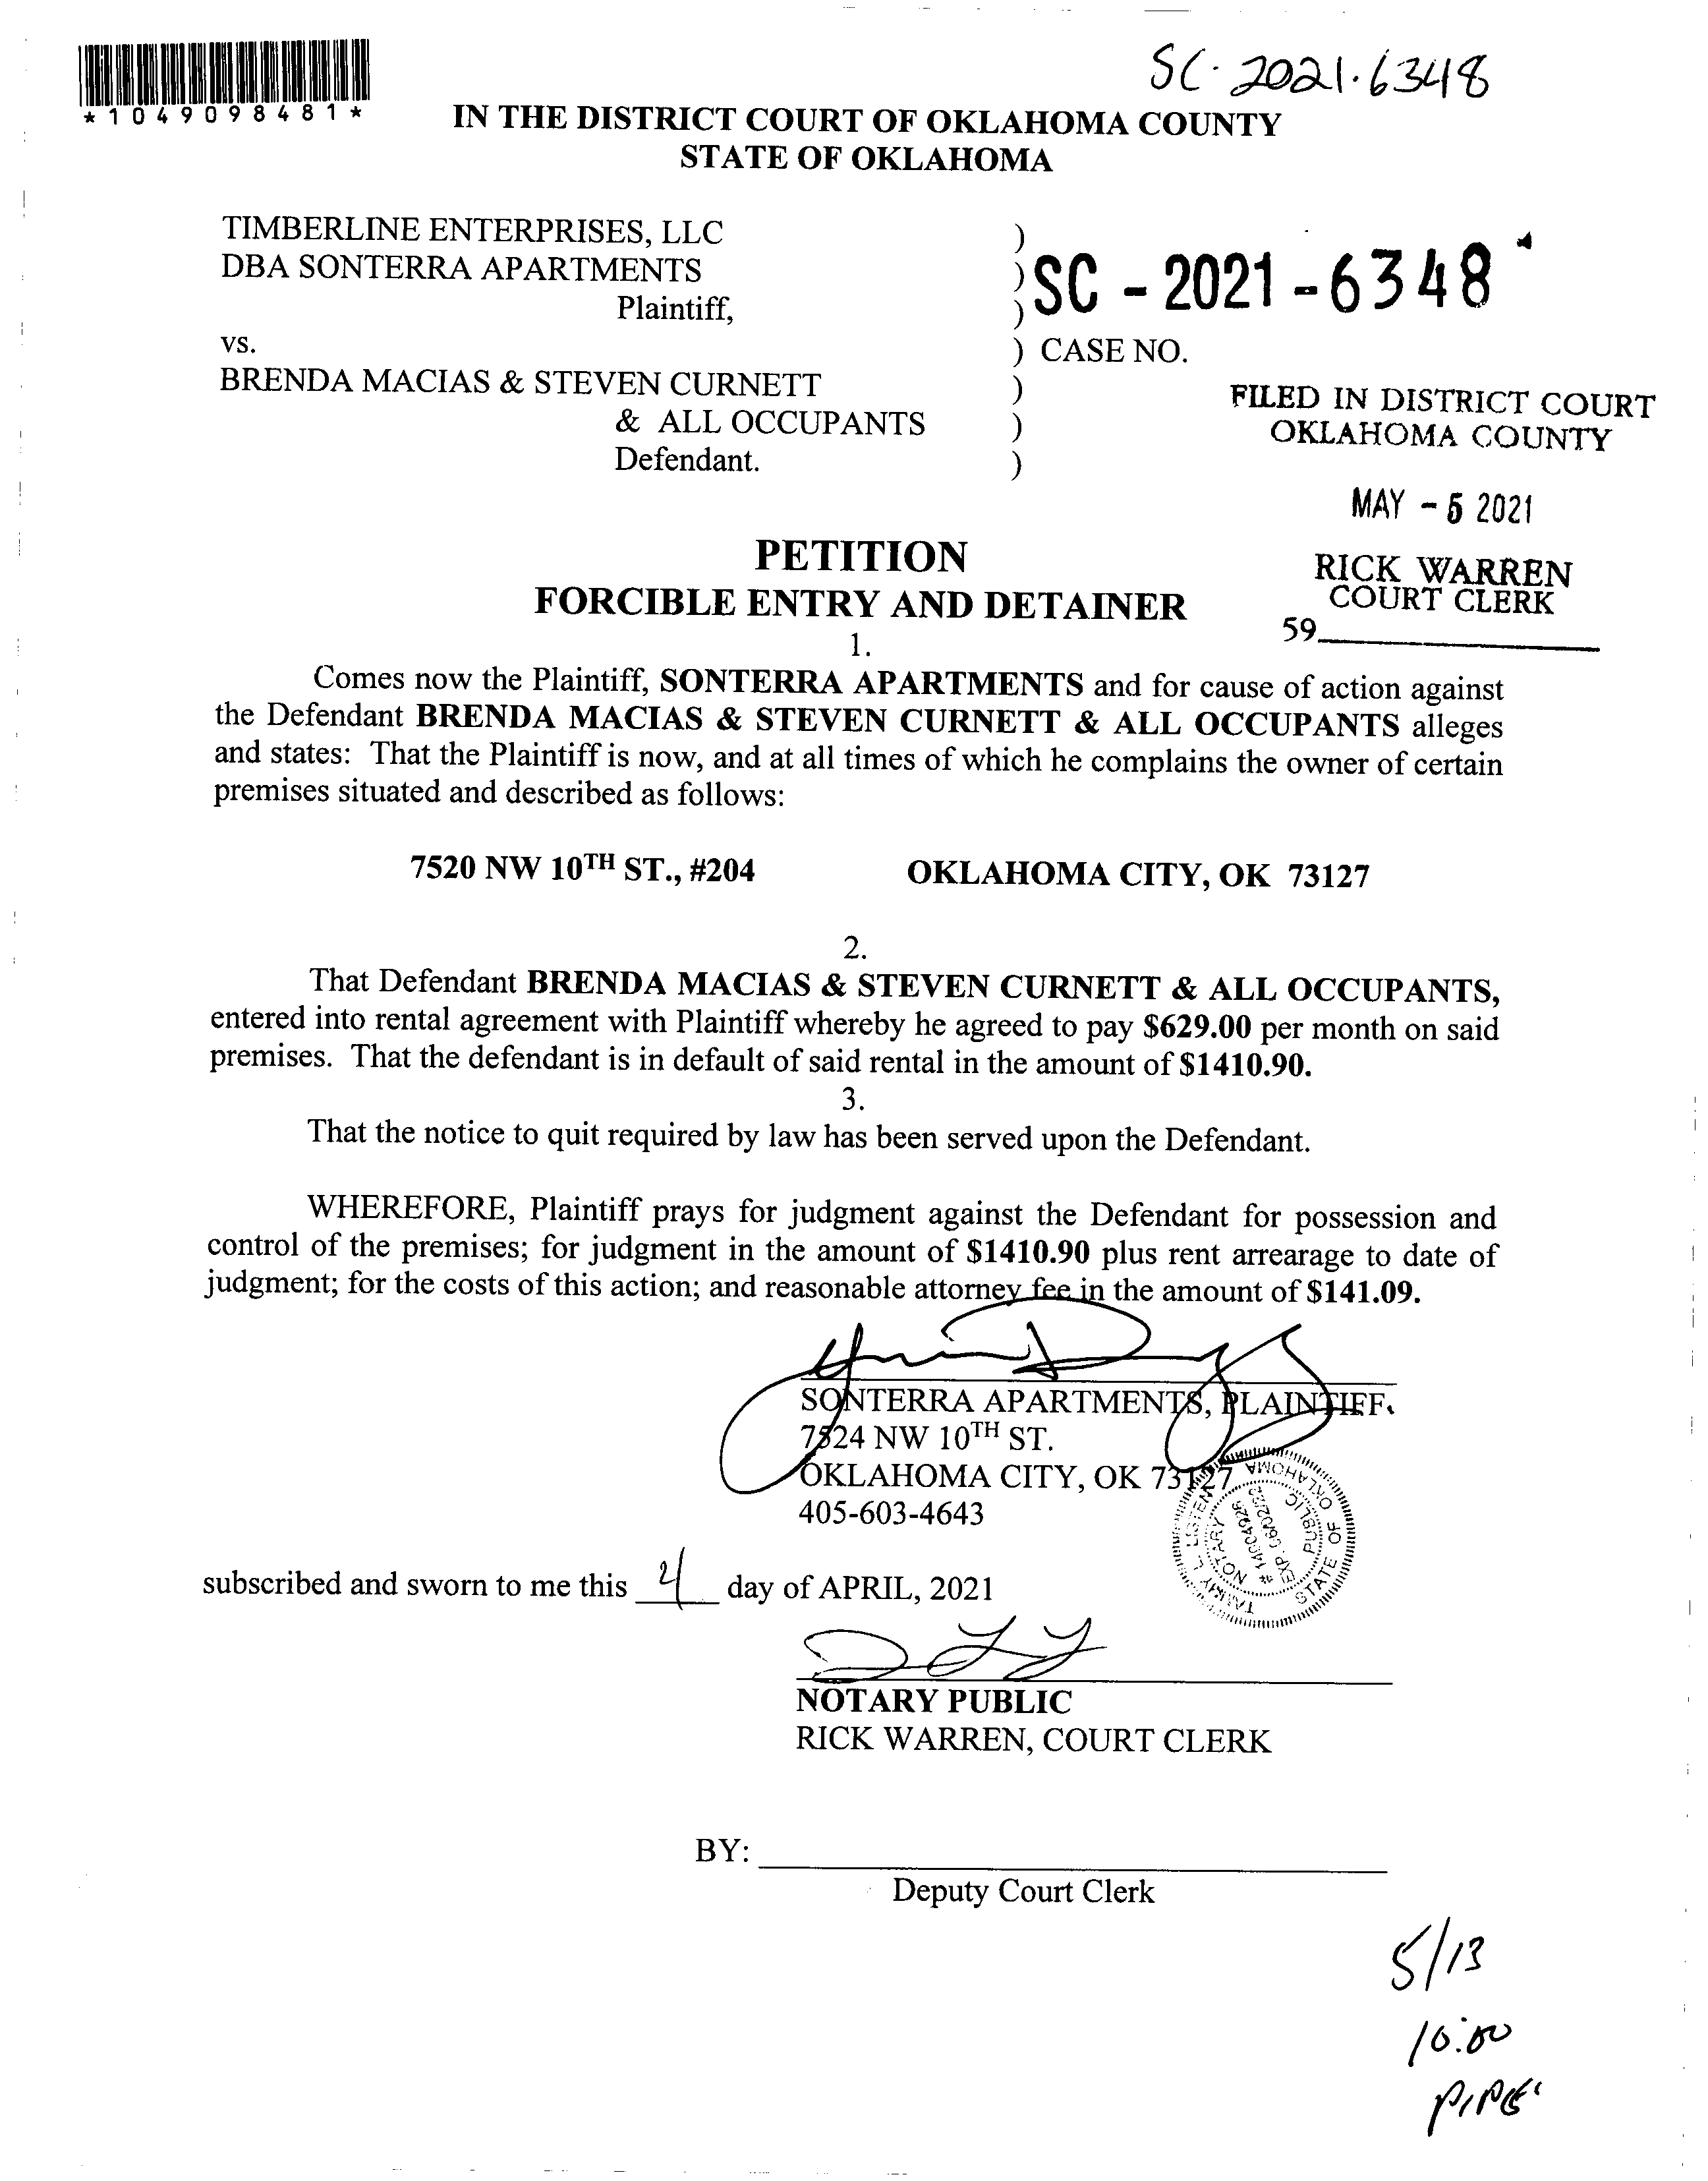 SC-2021-6348
*1049098481*
IN THE DISTRICT COURT OF OKLAHOMA COUNTY
STATE OF OKLAHOMA
TIMBERLINE ENTERPRISES, LLC )
DBA SONTERRA APARTMENTS ) SC - 2021 - 6348
Plaintiff, )
vs. ) CASE NO.
BRENDA MACIAS & STEVEN CURNETT )
& ALL OCCUPANTS )
Defendant. )
FILED IN DISTRICT COURT
OKLAHOMA COUNTY
MAY - 5 2021
RICK WARREN
COURT CLERK
59
PETITION
FORCIBLE ENTRY AND DETAINER
1.
Comes now the Plaintiff, SONTERRA APARTMENTS and for cause of action against
the Defendant BRENDA MACIAS & STEVEN CURNETT & ALL OCCUPANTS alleges
and states: That the Plaintiff is now, and at all times of which he complains the owner of certain
premises situated and described as follows:
7520 NW 10TH ST., #204 OKLAHOMA CITY, OK 73127
2.
That Defendant BRENDA MACIAS & STEVEN CURNETT & ALL OCCUPANTS,
entered into rental agreement with Plaintiff whereby he agreed to pay $629.00 per month on said
premises. That the defendant is in default of said rental in the amount of $1410.90.
3.
That the notice to quit required by law has been served upon the Defendant.
WHEREFORE, Plaintiff prays for judgment against the Defendant for possession and
control of the premises; for judgment in the amount of $1410.90 plus rent arrearage to date of
judgment; for the costs of this action; and reasonable attorney fee in the amount of $141.09.
SONTERRA APARTMENTS, PLAINTIFF.
7524 NW 10TH ST.
OKLAHOMA CITY, OK 73127
405-603-4643
TAMMY L. LISTEN
STATE OF OKLAHOMA
NOTARY PUBLIC
# 14004926
EXP. 06/02/22
subscribed and sworn to me this day of APRIL, 2021
NOTARY PUBLIC
RICK WARREN, COURT CLERK
BY:
Deputy Court Clerk
5/13
10:00
PIPE